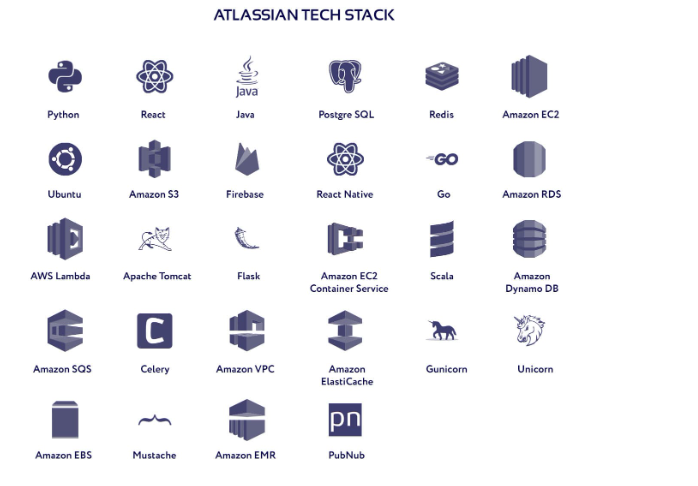 ATLASSIAN TECH STACK
Java
Python
React
Java
Postgre SQL
Redis
Amazon EC2
GO
Ubuntu
Amazon S3
Firebase
React Native
Go
Amazon RDS
AWS Lambda
Apache Tomcat
Flask
Amazon EC2
Container Service
Scala
Amazon
Dynamo DB
C
Amazon SQS
Celery
Amazon VPC
Amazon
ElastiCache
Gunicorn
Unicorn
pn
Amazon EBS
Mustache
Amazon EMR
PubNub